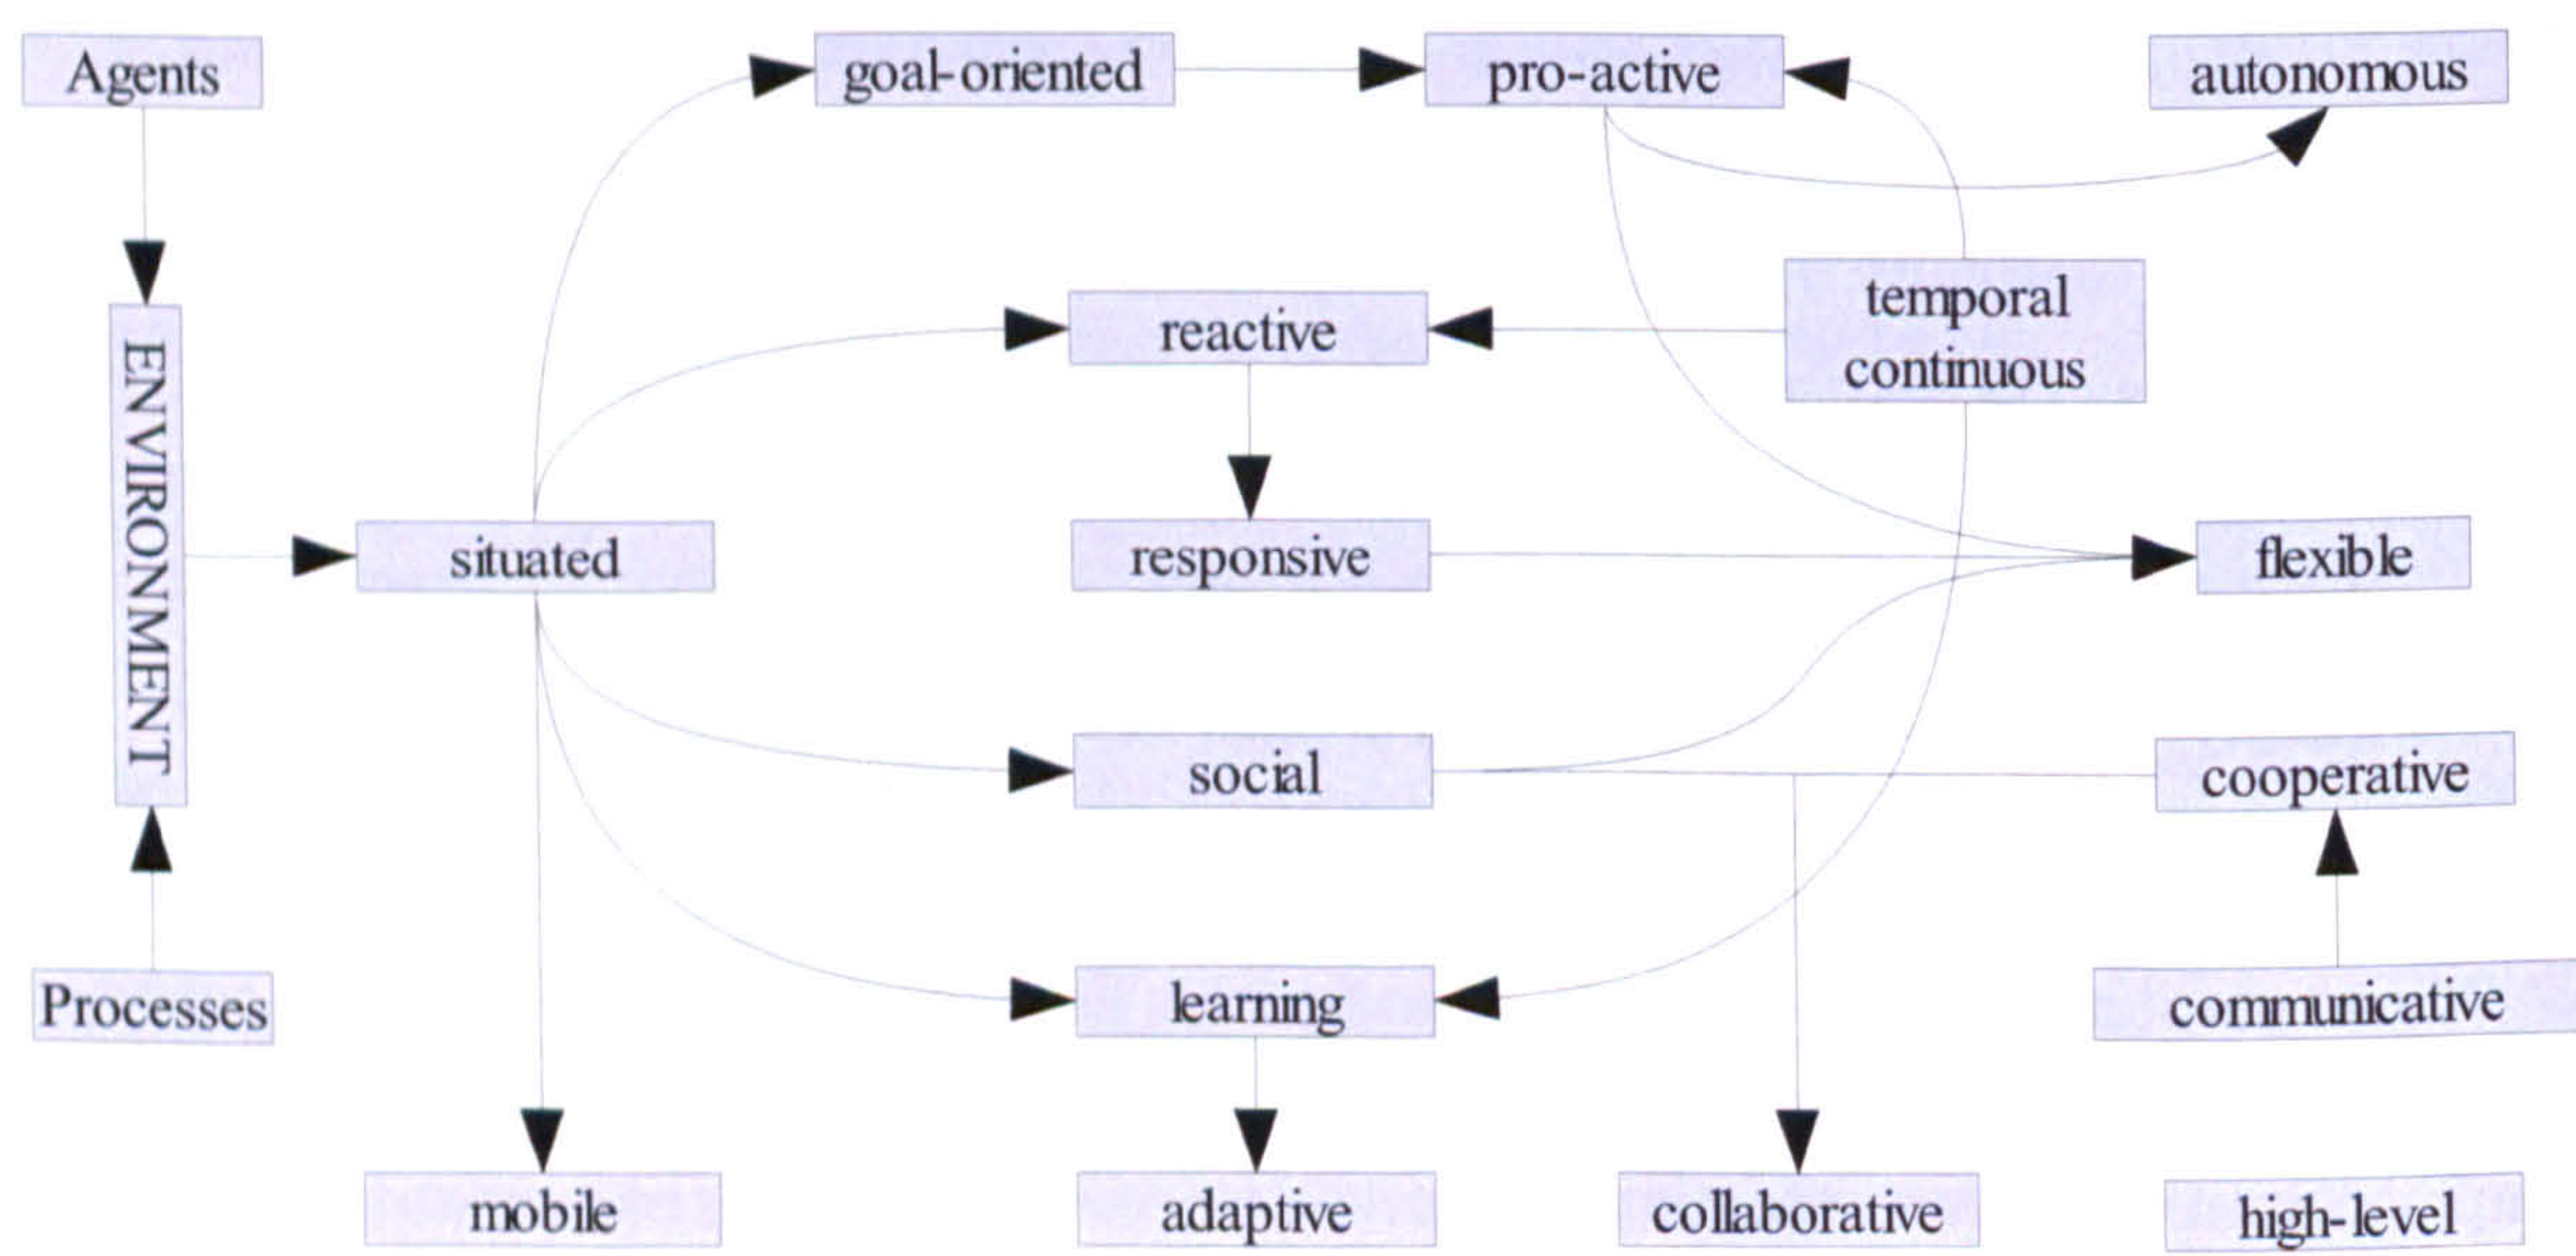 Agents
goal-oriented
pro-active
autonomous
temporal
continuous
reactive
ENVIRONMENT
situated
responsive
flexible
social
cooperative
Processes
learning
communicative
mobile
adaptive
collaborative
high-level